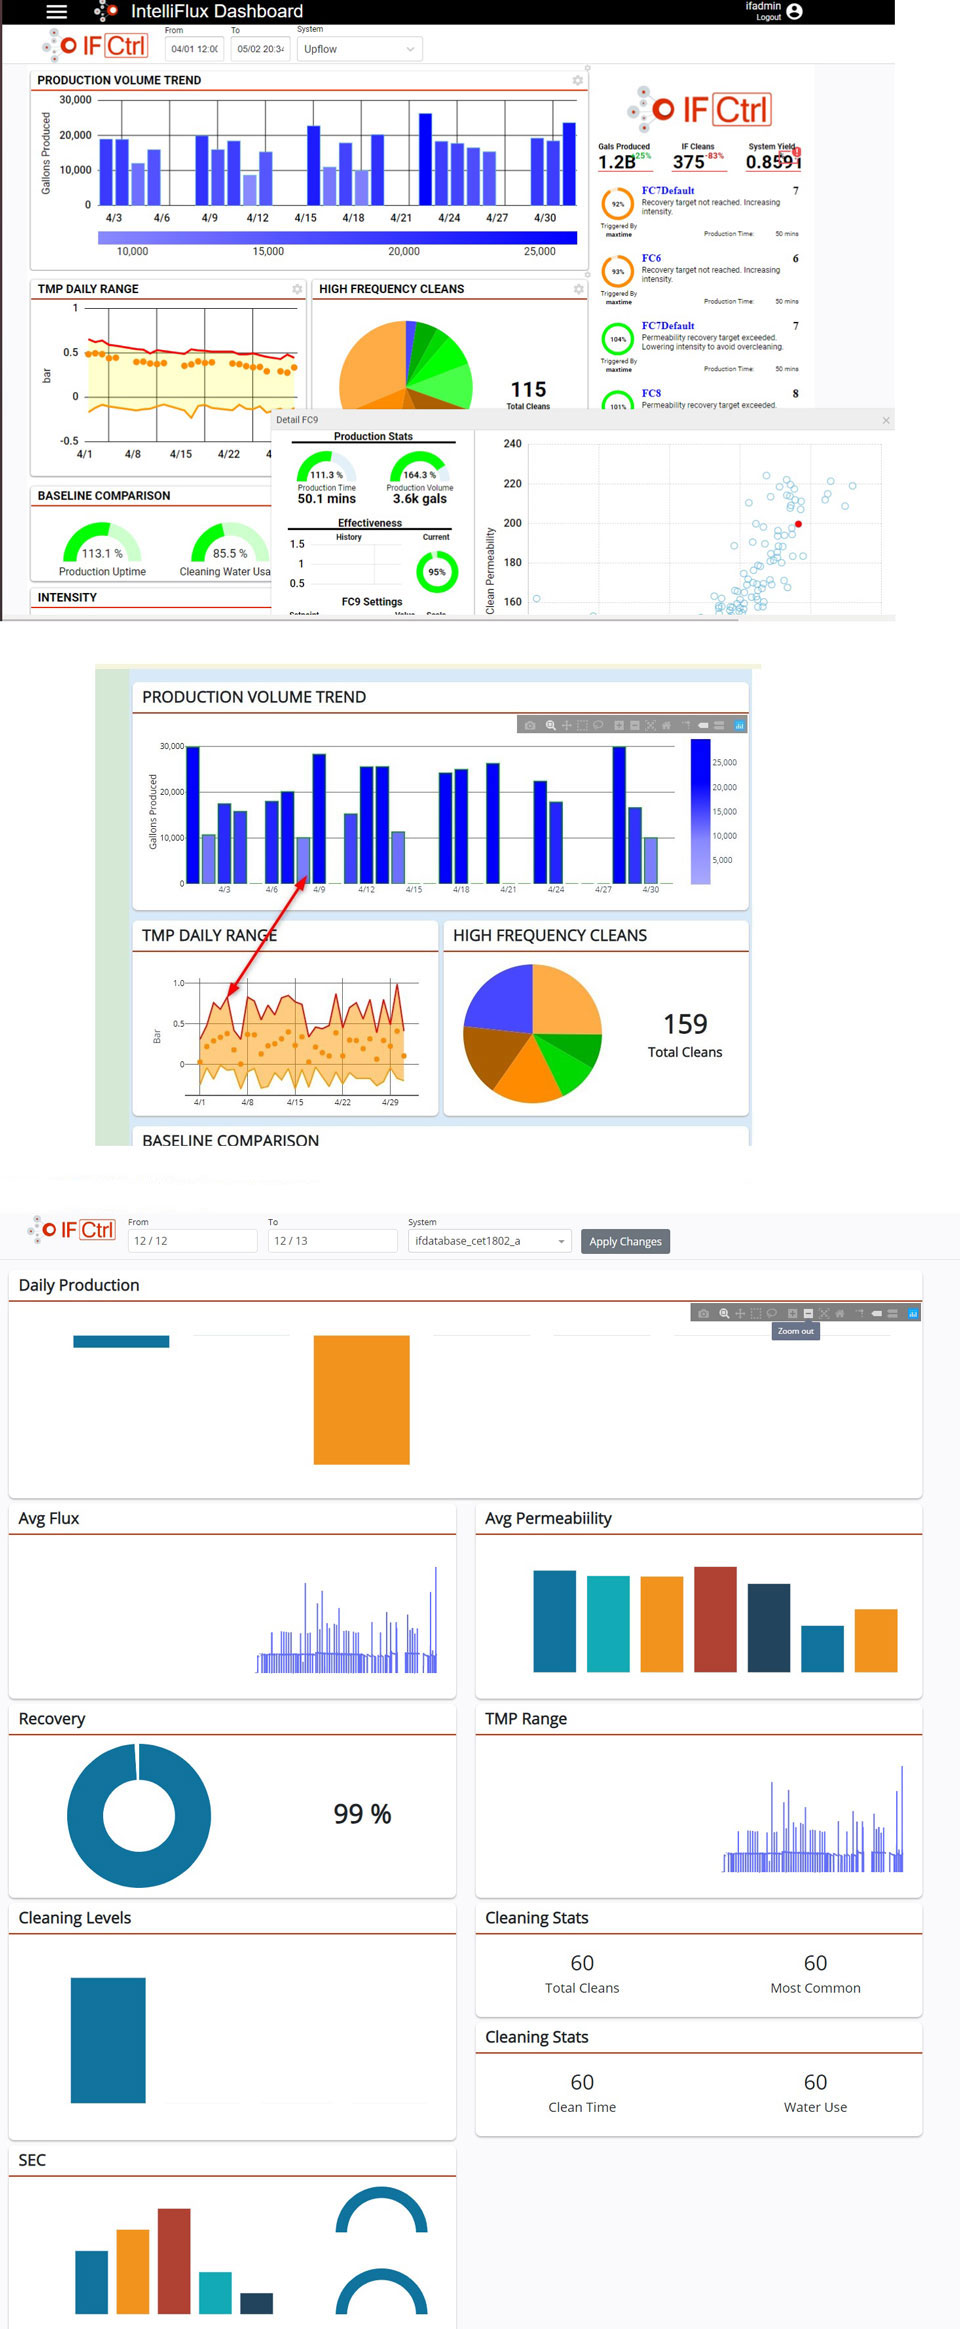 IntelliFlux Dashboard
ifadmin
Logout
IF Ctrl
From
To
System
04/01 12:0(
05/02 20:34
Upflow
PRODUCTION VOLUME TREND
30,000
20,000
10,000
0
Gallons Produced
4/3 4/6 4/9 4/12 4/15 4/18 4/21 4/24 4/27 4/30
10,000 15,000 20,000 25,000
IF Ctrl
Gals Produced IF Cleans System Yield
1.2B 25% 375 -83% 0.859
FC7Default 7
92%
Recovery target not reached. Increasing
intensity.
Triggered By
maxtime
Production Time: 50 mins
FC6 6
93%
Recovery target not reached. Increasing
intensity.
Triggered By
maxtime
Production Time: 50 mins
FC7Default 7
104%
Permeability recovery target exceeded.
Lowering intensity to avoid overcleaning.
Triggered By
maxtime
Production Time: 50 mins
FC8 8
101%
Permeability recovery target exceeded.
TMP DAILY RANGE
1
0.5
0
-0.5
bar
4/1 4/8 4/15 4/22 4
HIGH FREQUENCY CLEANS
115
Total Cleans
BASELINE COMPARISON
113.1 %
Production Uptime
85.5 %
Cleaning Water Usa
INTENSITY
Detail FC9
Production Stats
111.3 %
Production Time
50.1 mins
164.3 %
Production Volume
3.6k gals
Effectiveness
History Current
1.5
1
0.5
95%
FC9 Settings
Setpoint Value Scale
240
220
200
180
160
Clean Permeability
PRODUCTION VOLUME TREND
30,000
20,000
10,000
0
Gallons Produced
4/3 4/6 4/9 4/12 4/15 4/18 4/21 4/24 4/27 4/30
25,000
20,000
15,000
10,000
5,000
TMP DAILY RANGE
1.0
0.5
0
Bar
4/1 4/8 4/15 4/22 4/29
HIGH FREQUENCY CLEANS
159
Total Cleans
BASELINE COMPARISON
IF Ctrl
From
To
System
12 / 12
12 / 13
ifdatabase_cet1802_a
Apply Changes
Daily Production
Zoom out
Avg Flux
Avg Permeabiility
Recovery
99 %
TMP Range
Cleaning Levels
Cleaning Stats
60 60
Total Cleans Most Common
Cleaning Stats
60 60
Clean Time Water Use
SEC